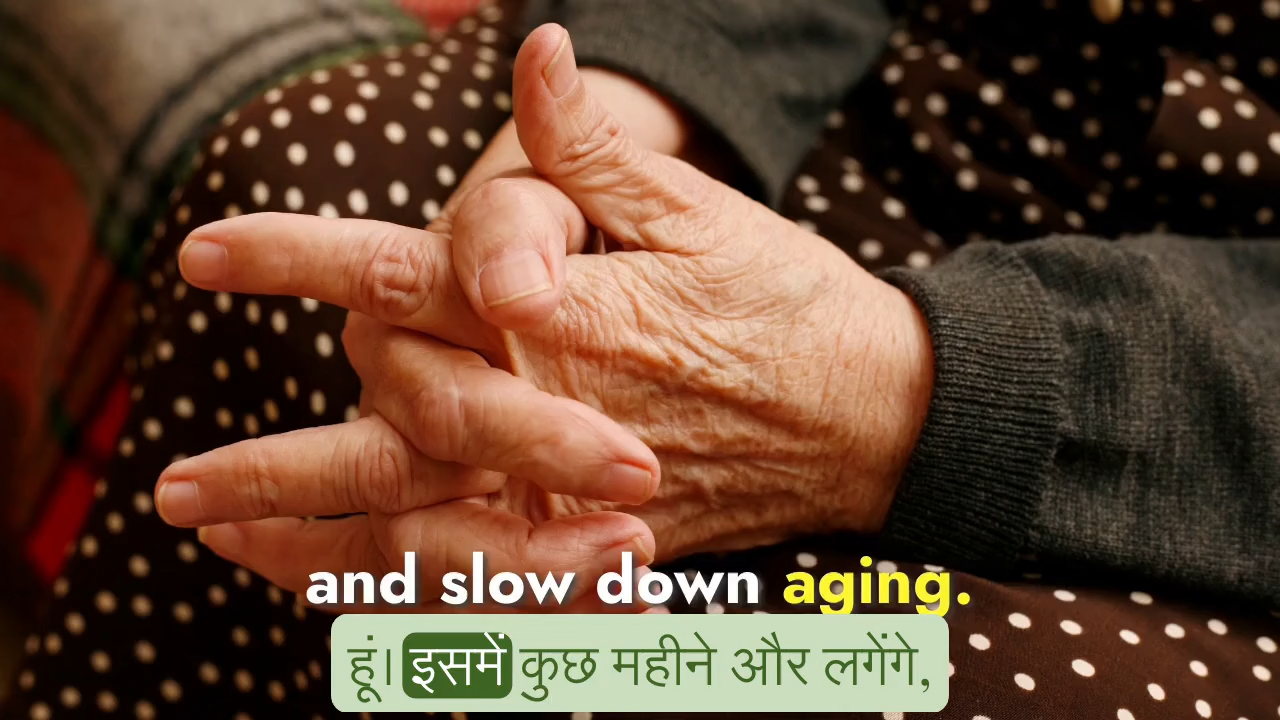 and slow down aging.
हूं। इसमें कुछ महीने और लगेंगे,